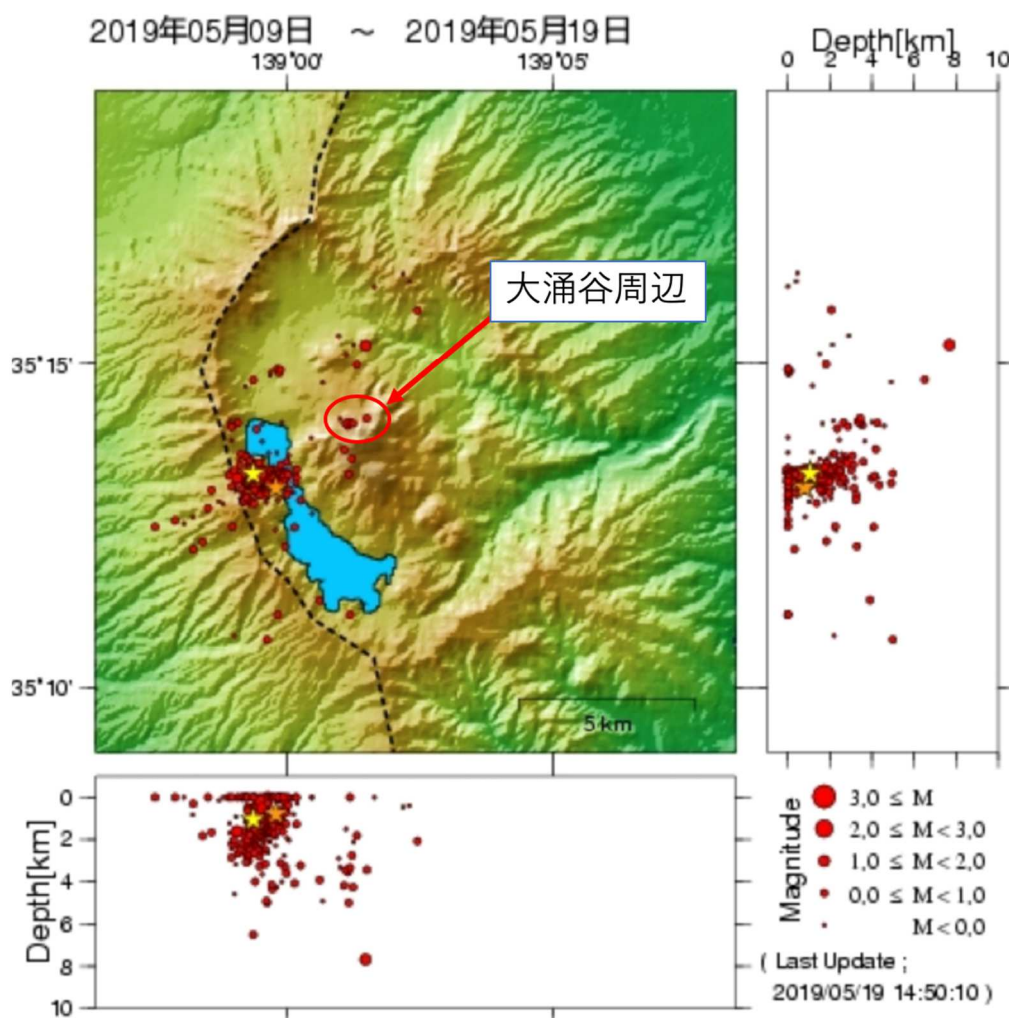 2019年05月09日 ～ 2019年05月19日
139°00' 139°05'
Depth[km]
0 2 4 6 8 10
大涌谷周辺
35°15'
35°10'
5 km
Depth[km]
0
2
4
6
8
10
Magnitude
3,0 ≤ M
2,0 ≤ M<3,0
1,0 ≤ M<2,0
0,0 ≤ M<1,0
M<0,0
( Last Update ;
2019/05/19 14:50:10 )